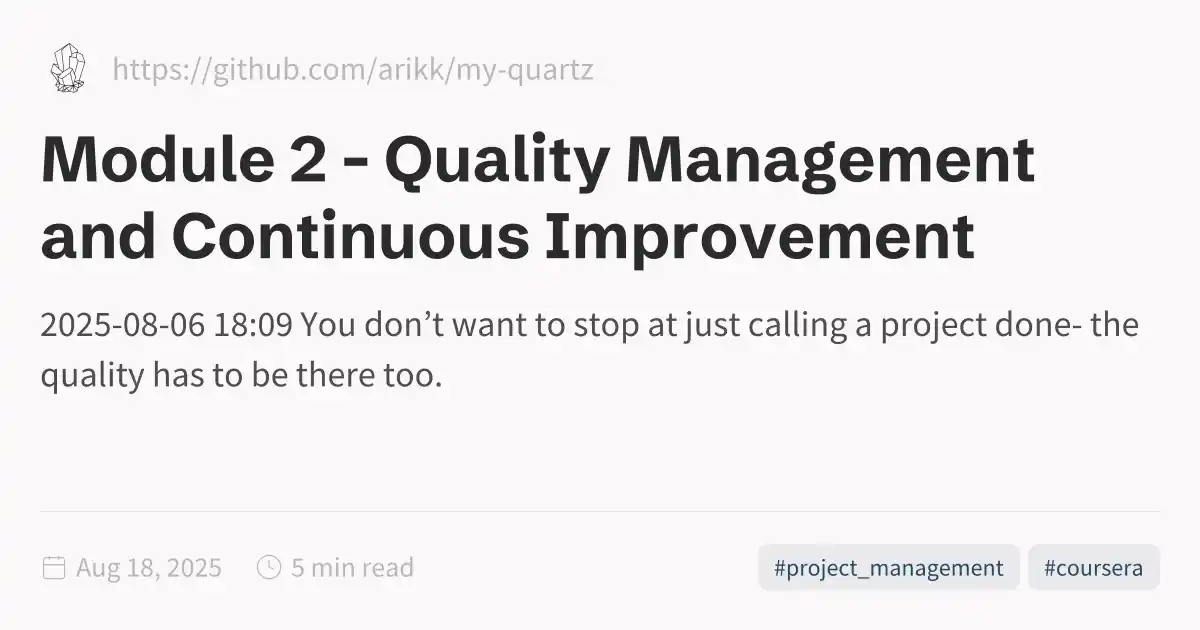 https://github.com/arikk/my-quartz
Module 2 - Quality Management
and Continuous Improvement
2025-08-06 18:09 You don’t want to stop at just calling a project done- the
quality has to be there too.
Aug 18, 2025 5 min read #project_management #coursera